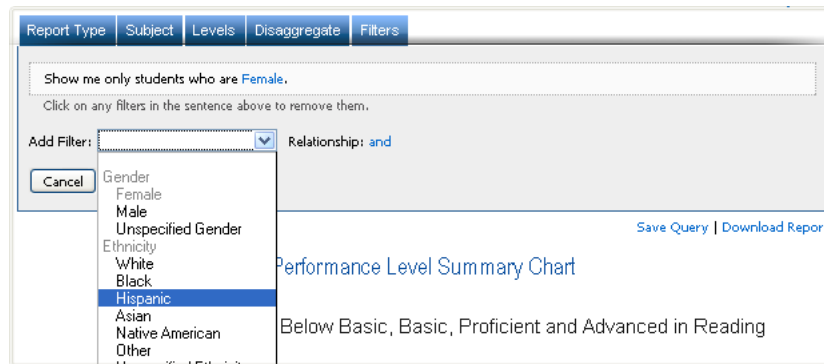 Report Type Subject Levels Disaggregate Filters
Show me only students who are Female.
Click on any filters in the sentence above to remove them.
Add Filter: Relationship: and
Cancel
Gender
Female
Male
Unspecified Gender
Ethnicity
White
Black
Hispanic
Asian
Native American
Other
Save Query | Download Repor
Performance Level Summary Chart
Below Basic, Basic, Proficient and Advanced in Reading